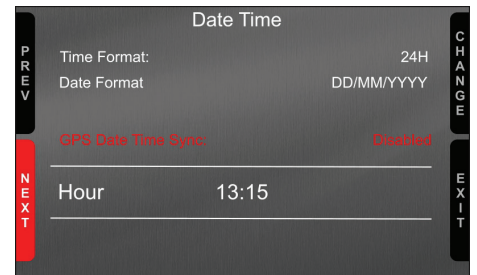 Date Time
PREV
CHANGE
Time Format: 24H
Date Format DD/MM/YYYY
GPS Date Time Sync: Disabled
NEXT
EXIT
Hour 13:15